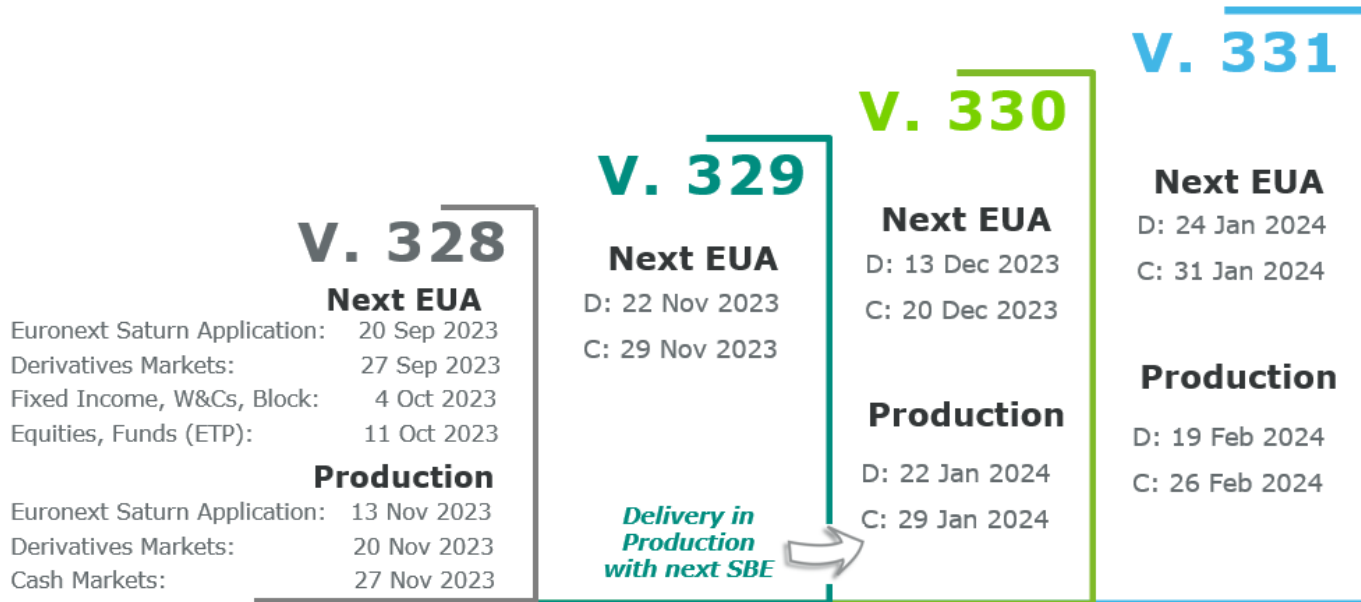 V. 328
Next EUA
Euronext Saturn Application: 20 Sep 2023
Derivatives Markets: 27 Sep 2023
Fixed Income, W&Cs, Block: 4 Oct 2023
Equities, Funds (ETP): 11 Oct 2023
Production
Euronext Saturn Application: 13 Nov 2023
Derivatives Markets: 20 Nov 2023
Cash Markets: 27 Nov 2023
V. 329
Next EUA
D: 22 Nov 2023
C: 29 Nov 2023
Delivery in
Production
with next SBE
V. 330
Next EUA
D: 13 Dec 2023
C: 20 Dec 2023
Production
D: 22 Jan 2024
C: 29 Jan 2024
V. 331
Next EUA
D: 24 Jan 2024
C: 31 Jan 2024
Production
D: 19 Feb 2024
C: 26 Feb 2024